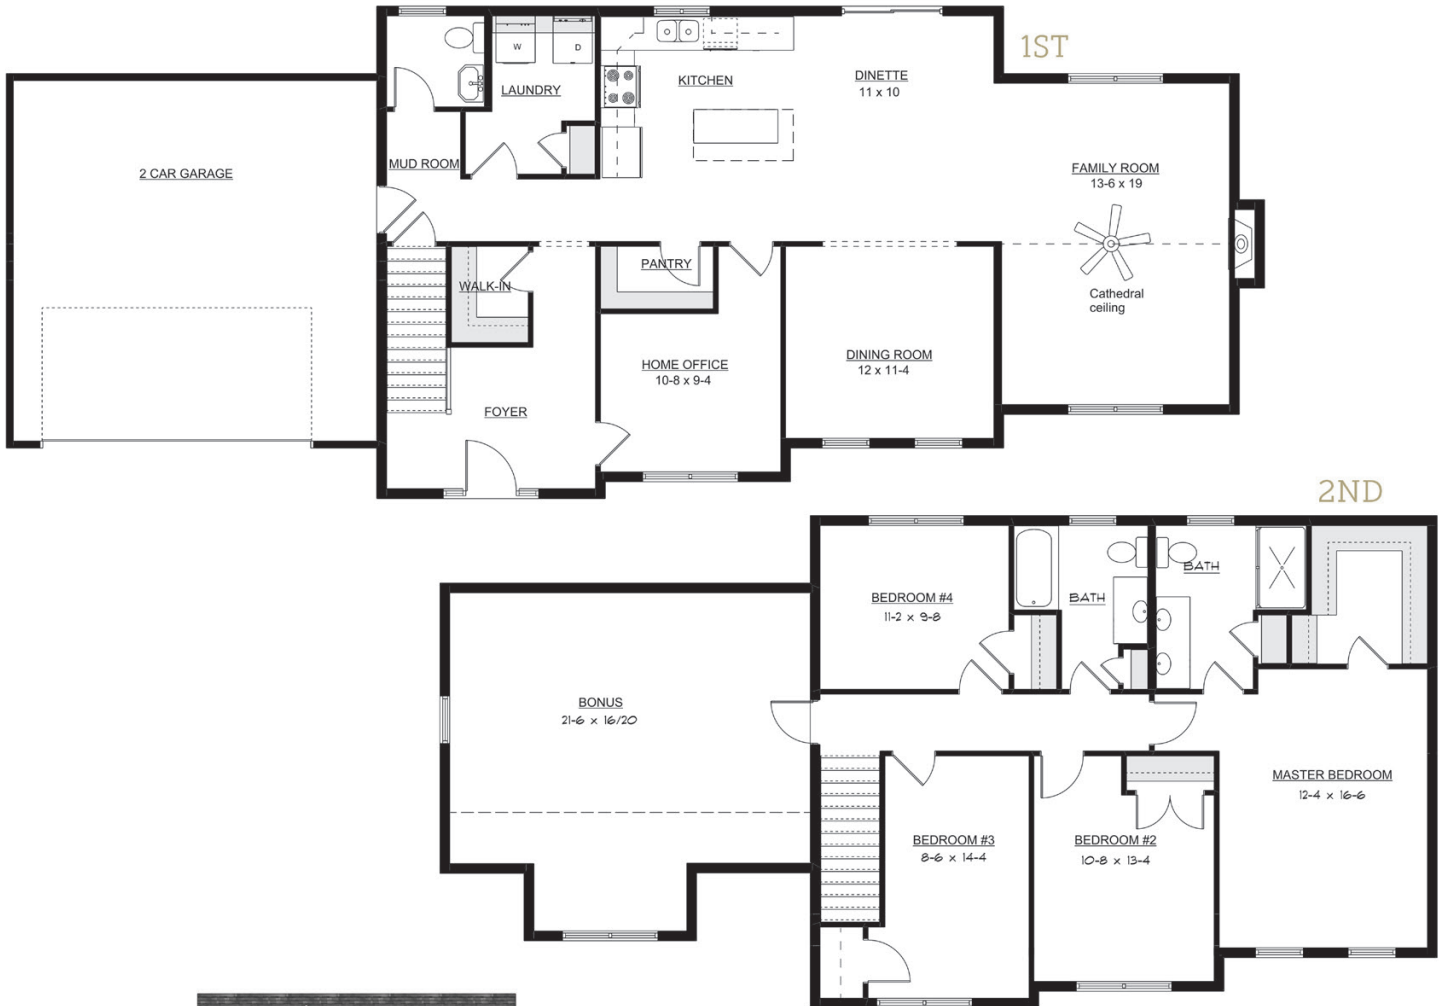 1ST
W
D
LAUNDRY
KITCHEN
DINETTE
11 x 10
MUD ROOM
2 CAR GARAGE
FAMILY ROOM
13-6 x 19
PANTRY
WALK-IN
Cathedral
ceiling
HOME OFFICE
10-8 x 9-4
DINING ROOM
12 x 11-4
FOYER
2ND
BEDROOM #4
11-2 x 9-8
BATH
BATH
BONUS
21-6 x 16/20
MASTER BEDROOM
12-4 x 16-6
BEDROOM #3
8-6 x 14-4
BEDROOM #2
10-8 x 13-4